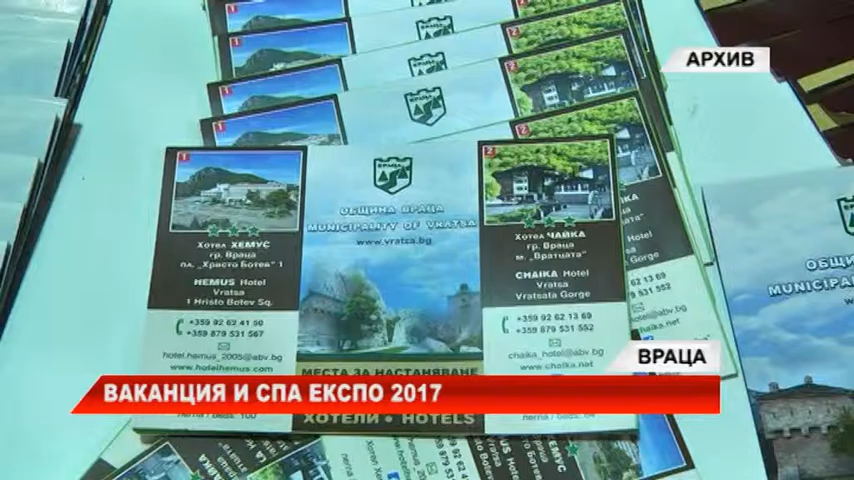 АРХИВ
1
2
ВРАЦА
ОБЩИНА ВРАЦА
MUNICIPALITY OF VRATSA
www.vratsa.bg
Хотел ХЕМУС
гр. Враца
пл. „Христо Ботев" 1
HEMUS Hotel
Vratsa
1 Hristo Botev Sq.
+359 92 62 41 50
+359 879 531 567
hotel.hemus_2005@abv.bg
www.hotelhemus.com
Хотел ЧАЙКА
гр. Враца
м. „Вратцата"
CHAIKA Hotel
Vratsa
Vratsata Gorge
+359 92 62 13 69
+359 879 531 552
chaika_hotel@abv.bg
www.chaika.net
МЕСТА ЗА НАСТАНЯВАНЕ
ХОТЕЛИ • HOTELS
ОБЩИ
MUNICIPA
ВРАЦА
ВАКАНЦИЯ И СПА ЕКСПО 2017